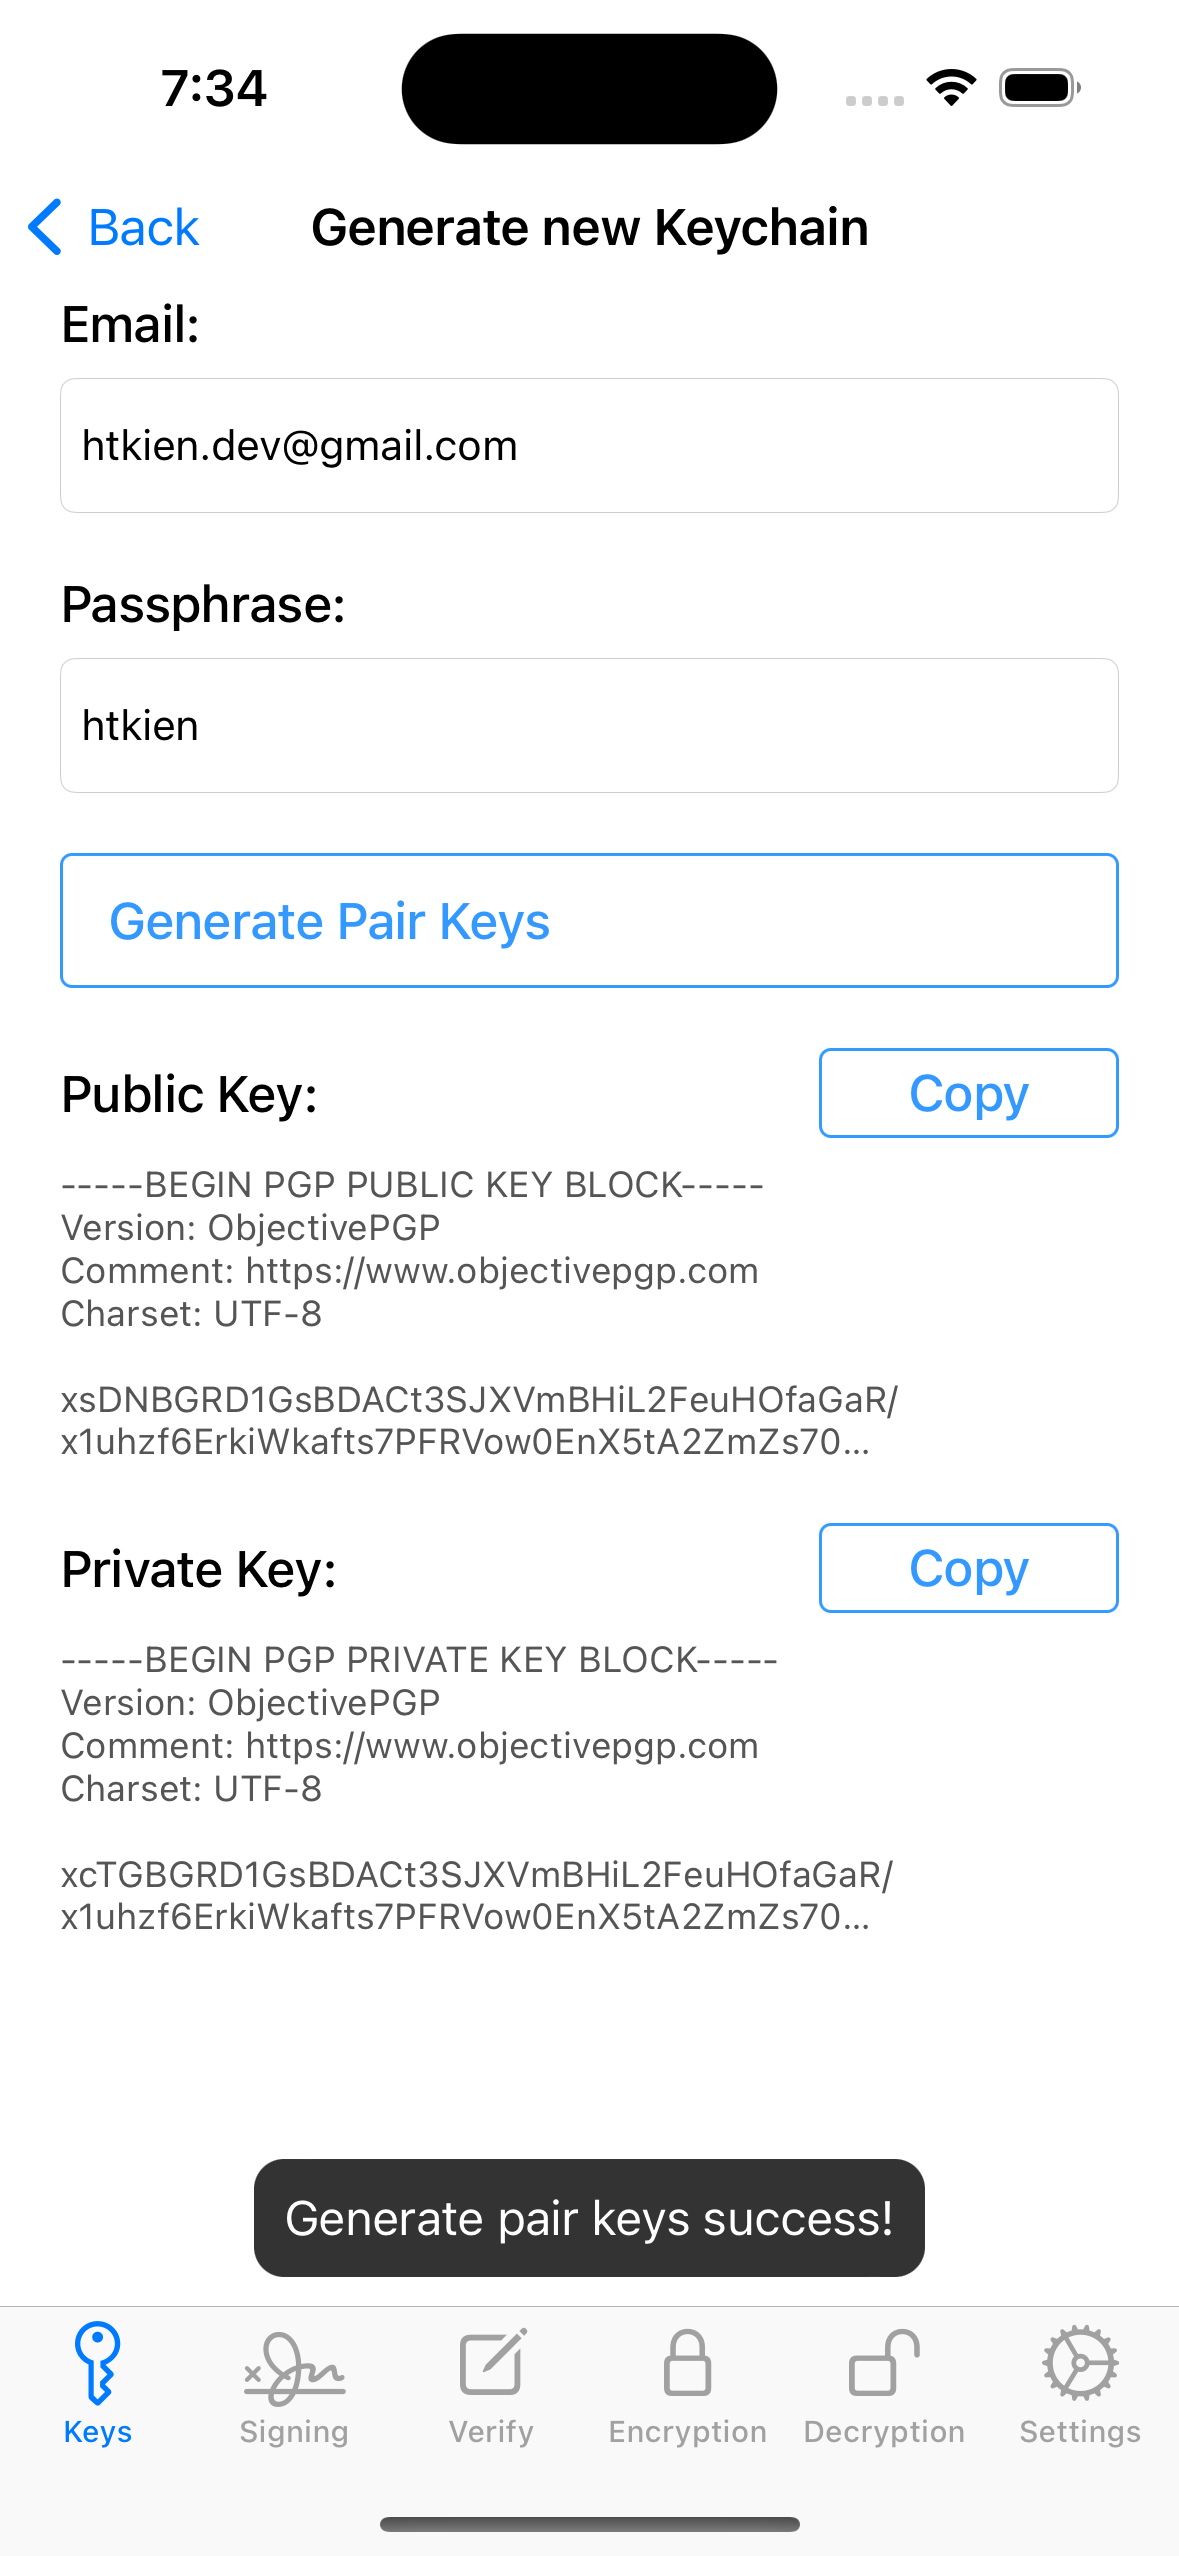 7:34
Back
Generate new Keychain
Email:
htkien.dev@gmail.com
Passphrase:
htkien
Generate Pair Keys
Public Key:
Copy
-----BEGIN PGP PUBLIC KEY BLOCK-----
Version: ObjectivePGP
Comment: https://www.objectivepgp.com
Charset: UTF-8
xsDNBGRD1GsBDACt3SJXVmBHiL2FeuHOfaGaR/
x1uhzf6ErkiWkafts7PFRVow0EnX5tA2ZmZs70...
Private Key:
Copy
-----BEGIN PGP PRIVATE KEY BLOCK-----
Version: ObjectivePGP
Comment: https://www.objectivepgp.com
Charset: UTF-8
xcTGBGRD1GsBDACt3SJXVmBHiL2FeuHOfaGaR/
x1uhzf6ErkiWkafts7PFRVow0EnX5tA2ZmZs70...
Generate pair keys success!
Keys
Signing
Verify
Encryption
Decryption
Settings